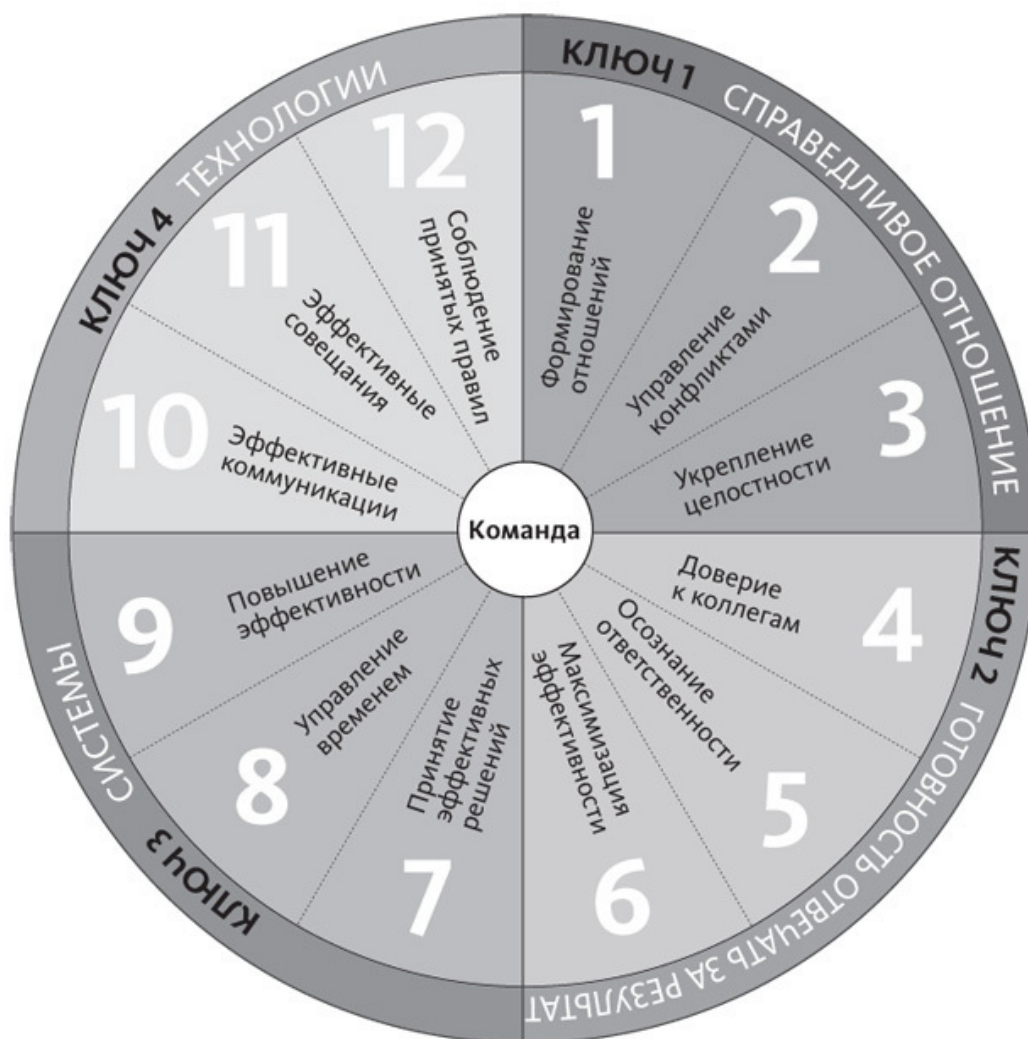 КЛЮЧ 1
СПРАВЕДЛИВОЕ ОТНОШЕНИЕ
1
Формирование
отношений
2
Управление
конфликтами
3
Укрепление
целостности
КЛЮЧ 2
ГОТОВНОСТЬ ОТВЕЧАТЬ ЗА РЕЗУЛЬТАТ
4
Доверие
к коллегам
5
Осознание
ответственности
6
Максимизация
эффективности
КЛЮЧ 3
СИСТЕМЫ
7
Принятие
эффективных
решений
8
Управление
временем
9
Повышение
эффективности
КЛЮЧ 4
ТЕХНОЛОГИИ
10
Эффективные
коммуникации
11
Эффективные
совещания
12
Соблюдение
принятых правил
Команда